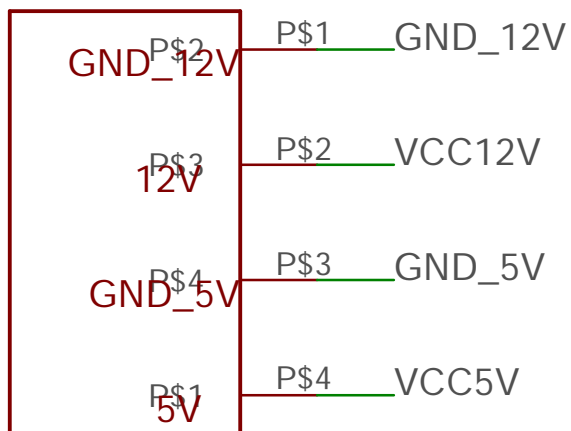 P$2 P$1 GND_12V
GND_12V
P$3 P$2 VCC12V
12V
P$4 P$3 GND_5V
GND_5V
P$1 P$4 VCC5V
5V